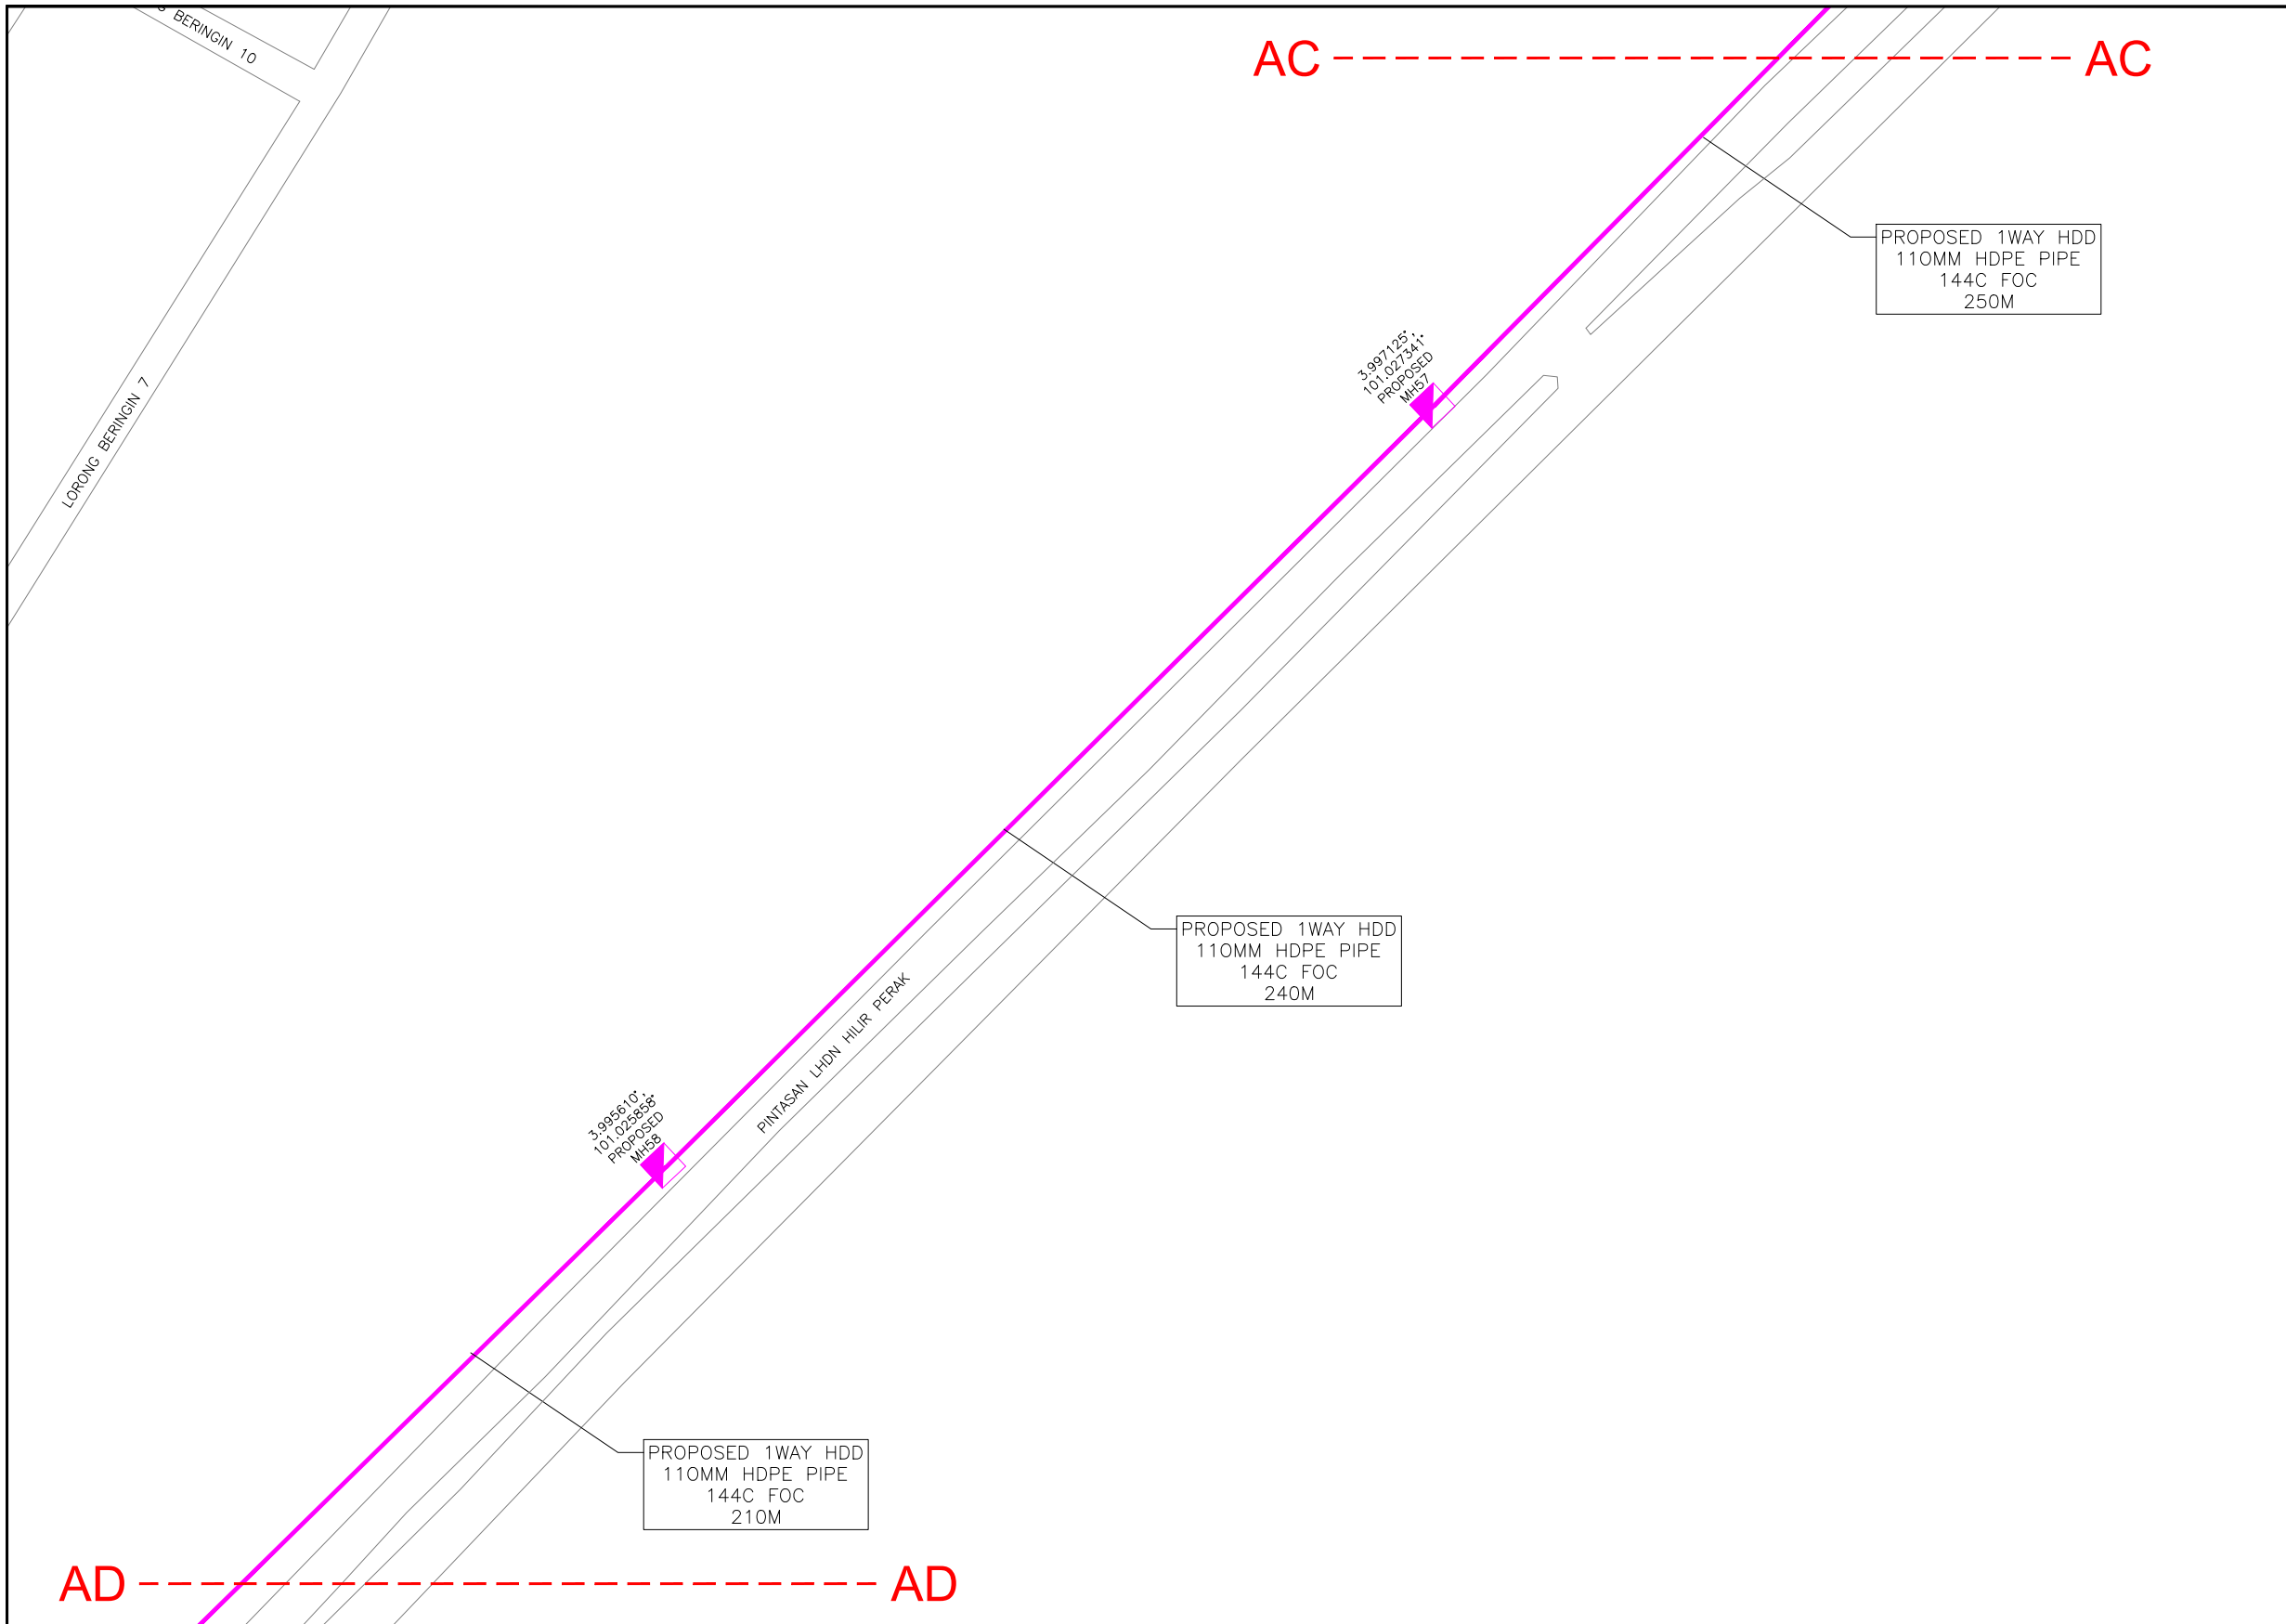 BERINGIN 10
AC
AC
PROPOSED 1WAY HDD
110MM HDPE PIPE
144C FOC
250M
3.997125°,
101.027341°
PROPOSED
MH57
LORONG BERINGIN 7
PROPOSED 1WAY HDD
110MM HDPE PIPE
144C FOC
240M
PINTASAN LHDN HILIR PERAK
3.995610°,
101.025858°
PROPOSED
MH58
PROPOSED 1WAY HDD
110MM HDPE PIPE
144C FOC
210M
AD
AD